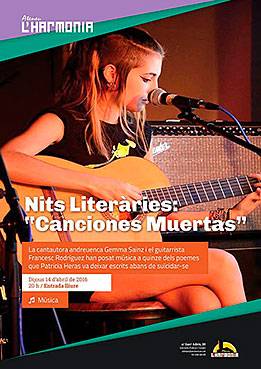 Ateneu
L'HARMONIA
Nits Literàries:
"Canciones Muertas"
La cantautora andreuenca Gemma Sainz i el guitarrista
Francesc Rodríguez han posat música a quinze dels poemes
que Patricia Heras va deixar escrits abans de suïcidar-se
Dijous 14 d'abril de 2016
20 h / Entrada lliure
Música
L'HARMONIA